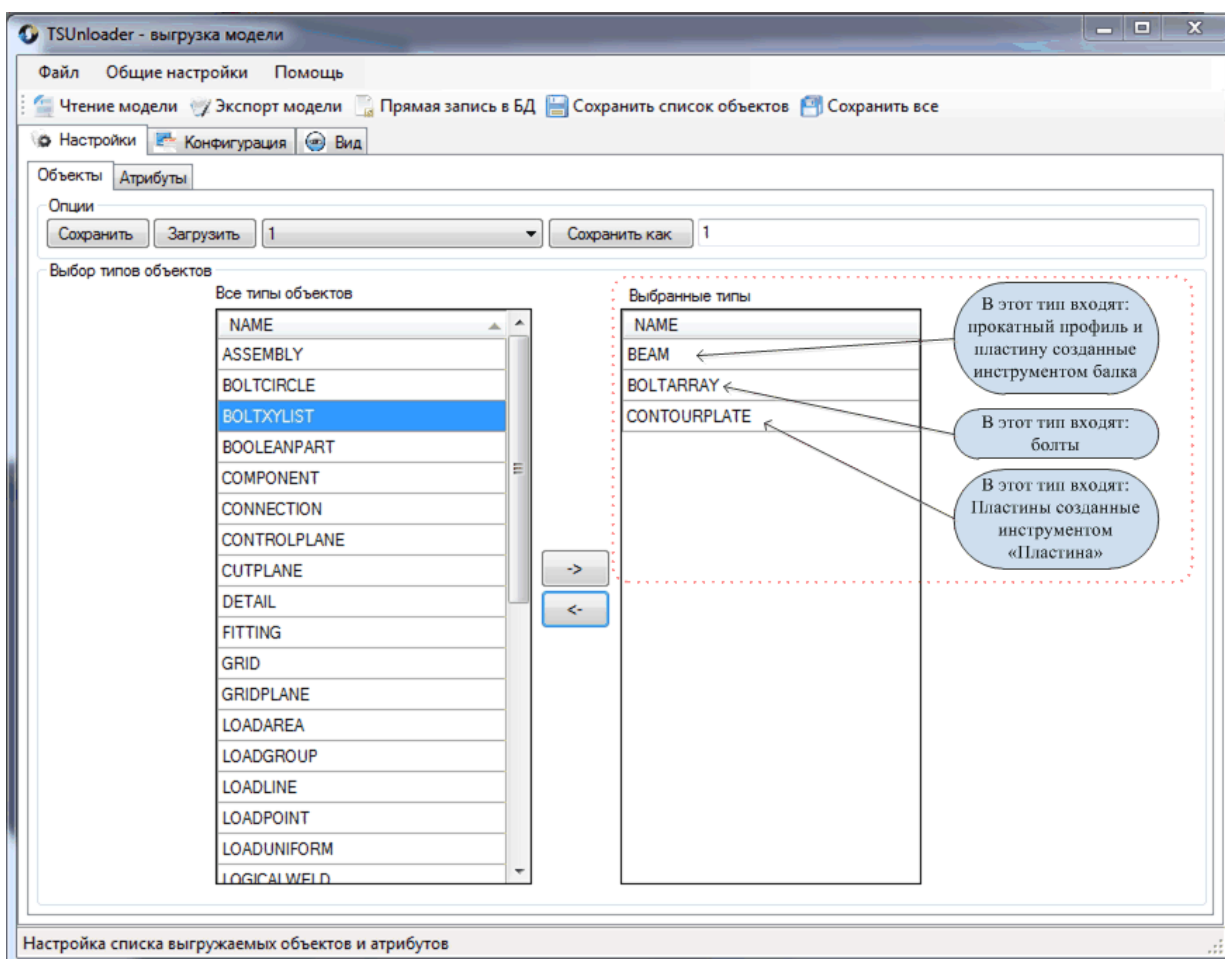 TSUnloader - выгрузка модели
Файл Общие настройки Помощь
Чтение модели Экспорт модели Прямая запись в БД Сохранить список объектов Сохранить все
Настройки Конфигурация Вид
Объекты Атрибуты
Опции
Сохранить Загрузить 1 Сохранить как 1
Выбор типов объектов
Все типы объектов
NAME
ASSEMBLY
BOLTCIRCLE
BOLTXYLIST
BOOLEANPART
COMPONENT
CONNECTION
CONTROLPLANE
CUTPLANE
DETAIL
FITTING
GRID
GRIDPLANE
LOADAREA
LOADGROUP
LOADLINE
LOADPOINT
LOADUNIFORM
LOGICALWELD
->
<-
Выбранные типы
NAME
BEAM
BOLTARRAY
CONTOURPLATE
В этот тип входят:
прокатный профиль и
пластину созданные
инструментом балка
В этот тип входят:
болты
В этот тип входят:
Пластины созданные
инструментом
«Пластина»
Настройка списка выгружаемых объектов и атрибутов